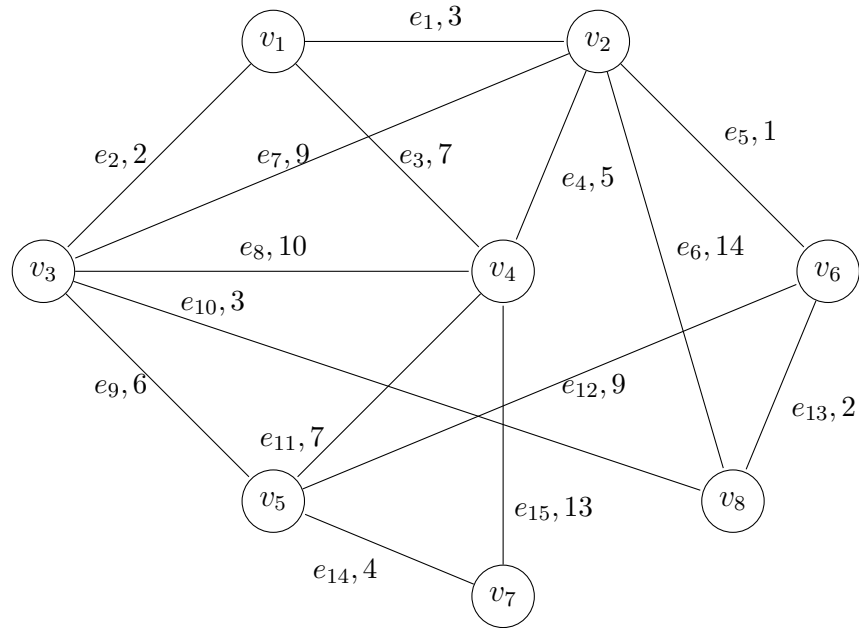 e₁, 3
v₁
v₂
e₅, 1
e₂, 2
e₇, 9
e₃, 7
e₄, 5
e₈, 10
e₆, 14
v₃
v₄
v₆
e₁₀, 3
e₉, 6
e₁₂, 9
e₁₃, 2
e₁₁, 7
v₅
v₈
e₁₅, 13
e₁₄, 4
v₇